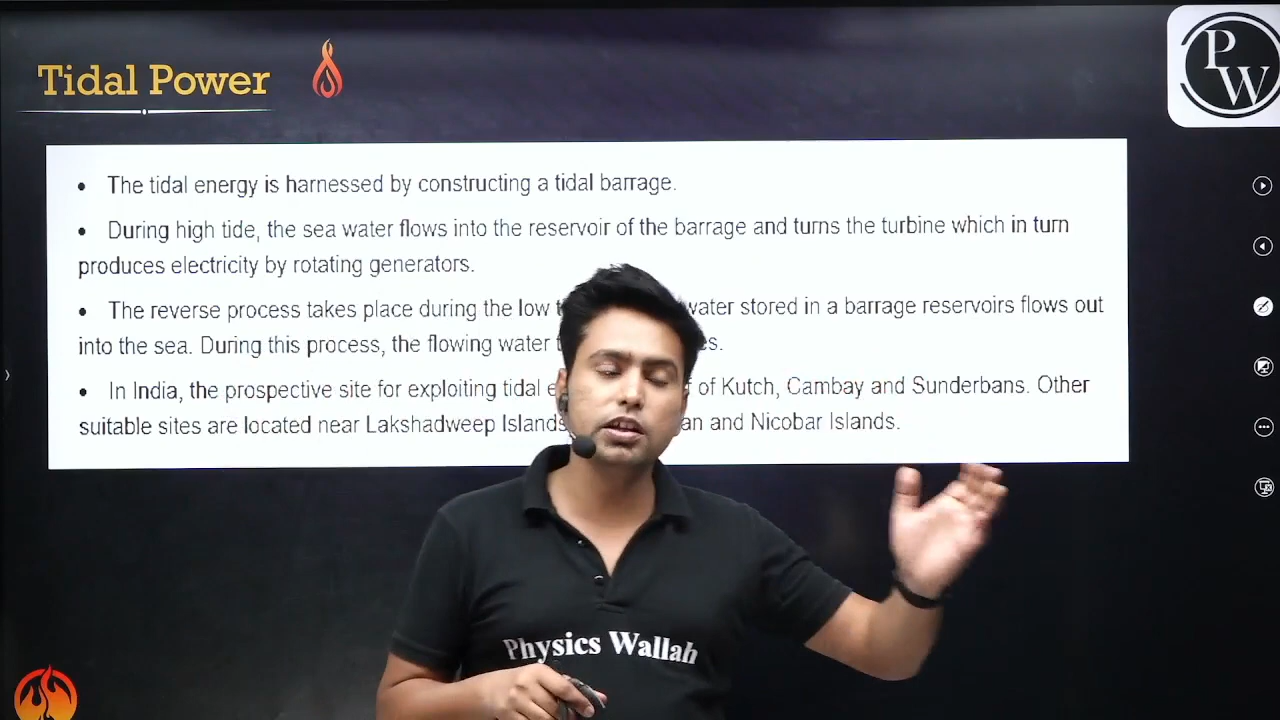 Tidal Power
PW
• The tidal energy is harnessed by constructing a tidal barrage.
• During high tide, the sea water flows into the reservoir of the barrage and turns the turbine which in turn
produces electricity by rotating generators.
• The reverse process takes place during the low water stored in a barrage reservoirs flows out
into the sea. During this process, the flowing water
• In India, the prospective site for exploiting tidal of Kutch, Cambay and Sunderbans. Other
suitable sites are located near Lakshadweep Islands and Nicobar Islands.
Physics Wallah